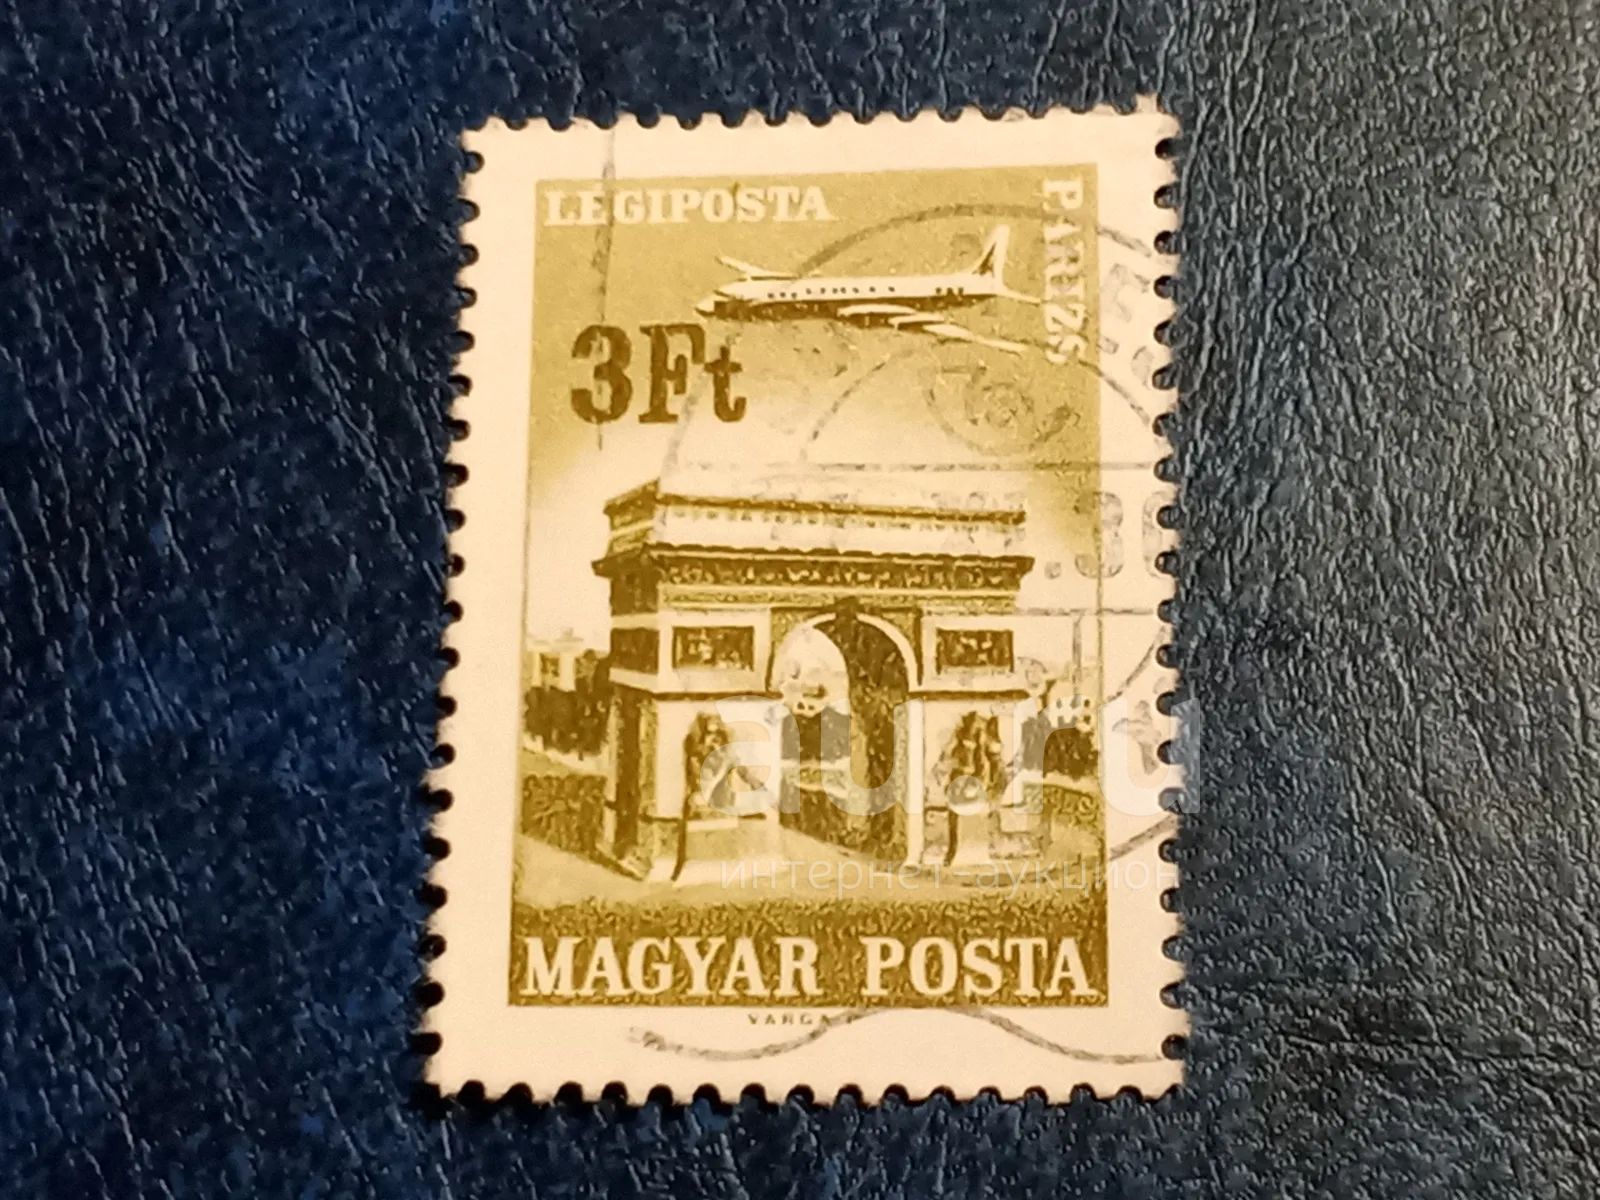 LÉGIPOSTA
PÁRIZS
3Ft
MAGYAR POSTA
VARGA
au.ru
интернет-аукцион